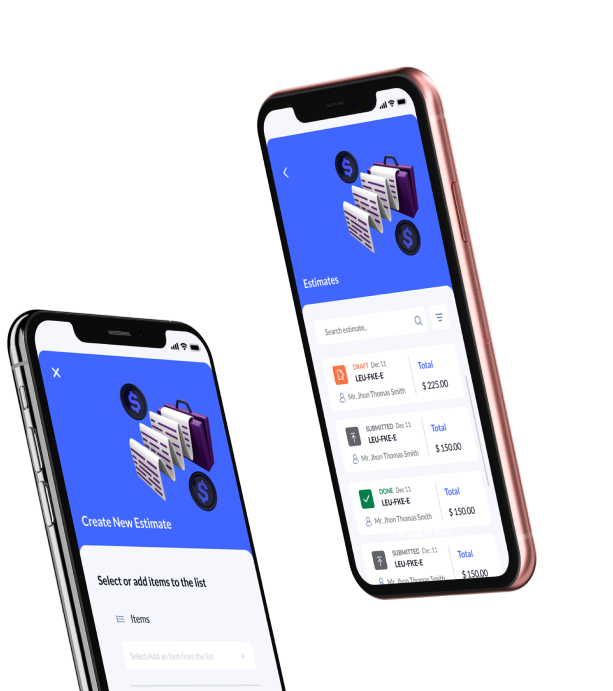 Estimates
Search estimate..
DRAFT Dec 11
LEU-FKE-E
Mr. Jhon Thomas Smith
Total
$ 225.00
SUBMITTED Dec 11
LEU-FKE-E
Mr. Jhon Thomas Smith
Total
$ 150.00
DONE Dec 11
LEU-FKE-E
Mr. Jhon Thomas Smith
Total
$ 150.00
SUBMITTED Dec 11
LEU-FKE-E
Mr. Jhon Thomas Smith
Total
$ 150.00
Create New Estimate
Select or add items to the list
Items
Select/Add an item from the list
+